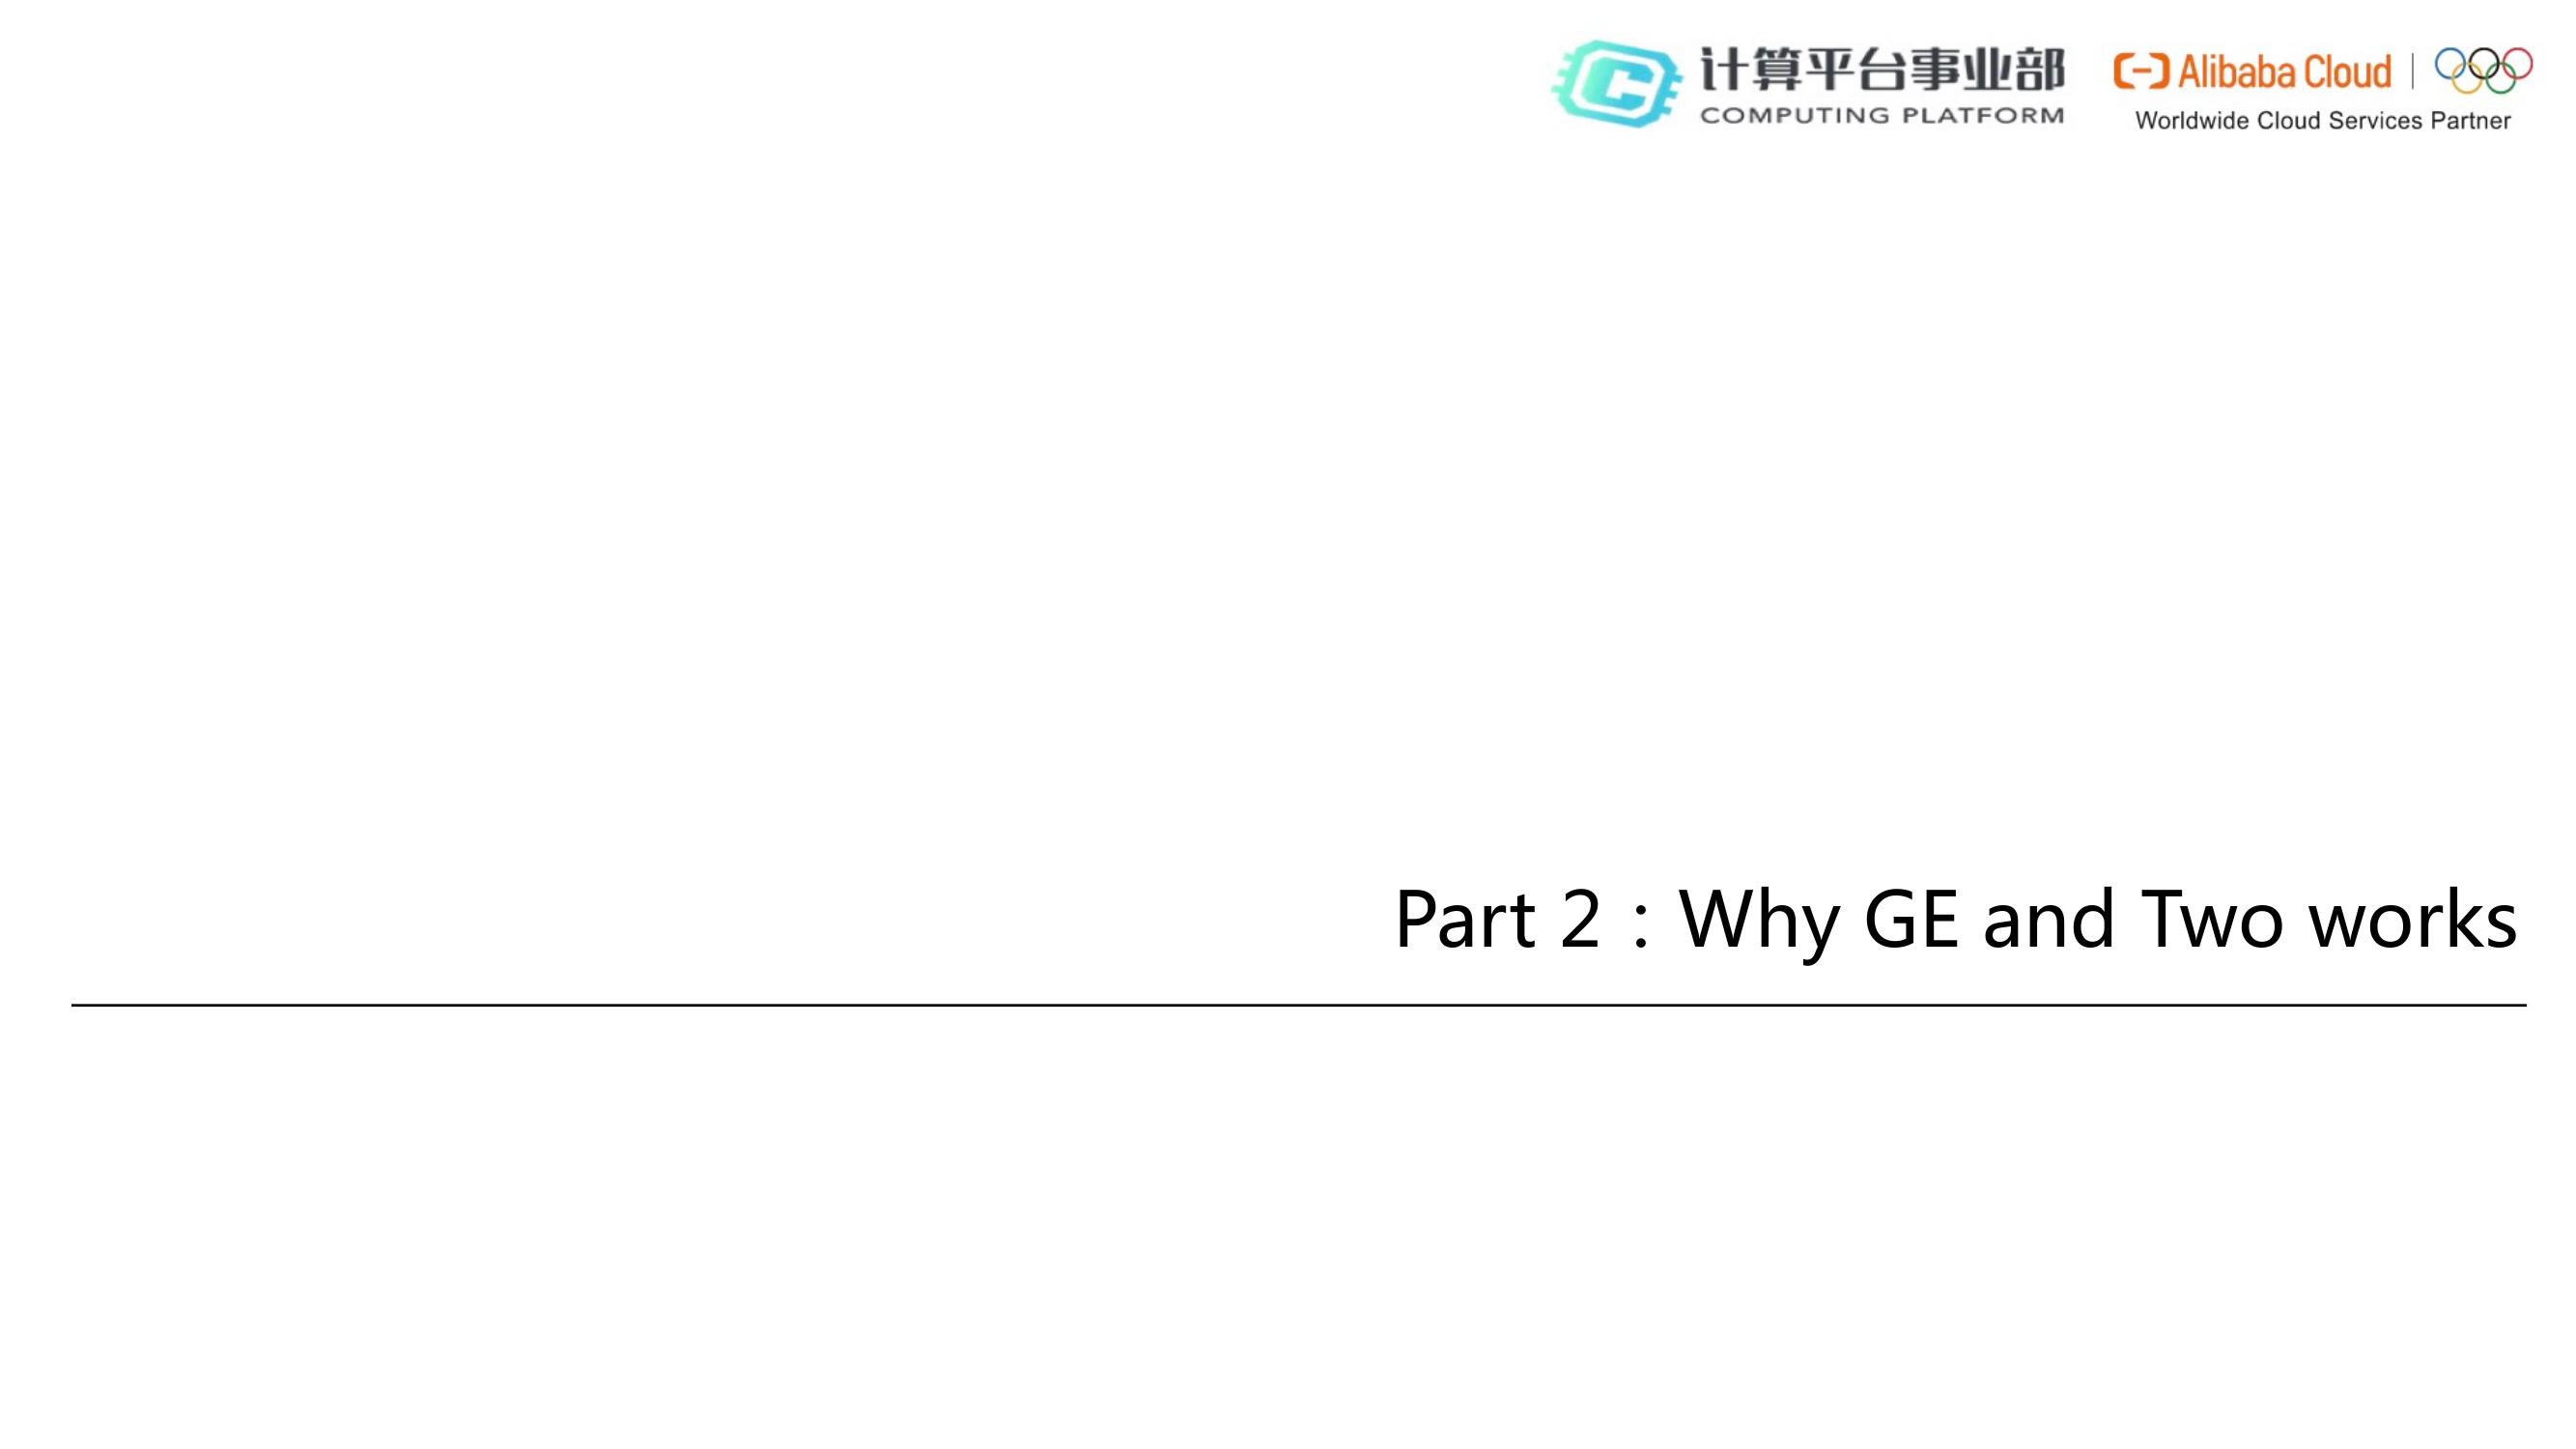 计算平台事业部
COMPUTING PLATFORM
Alibaba Cloud
Worldwide Cloud Services Partner
Part 2：Why GE and Two works